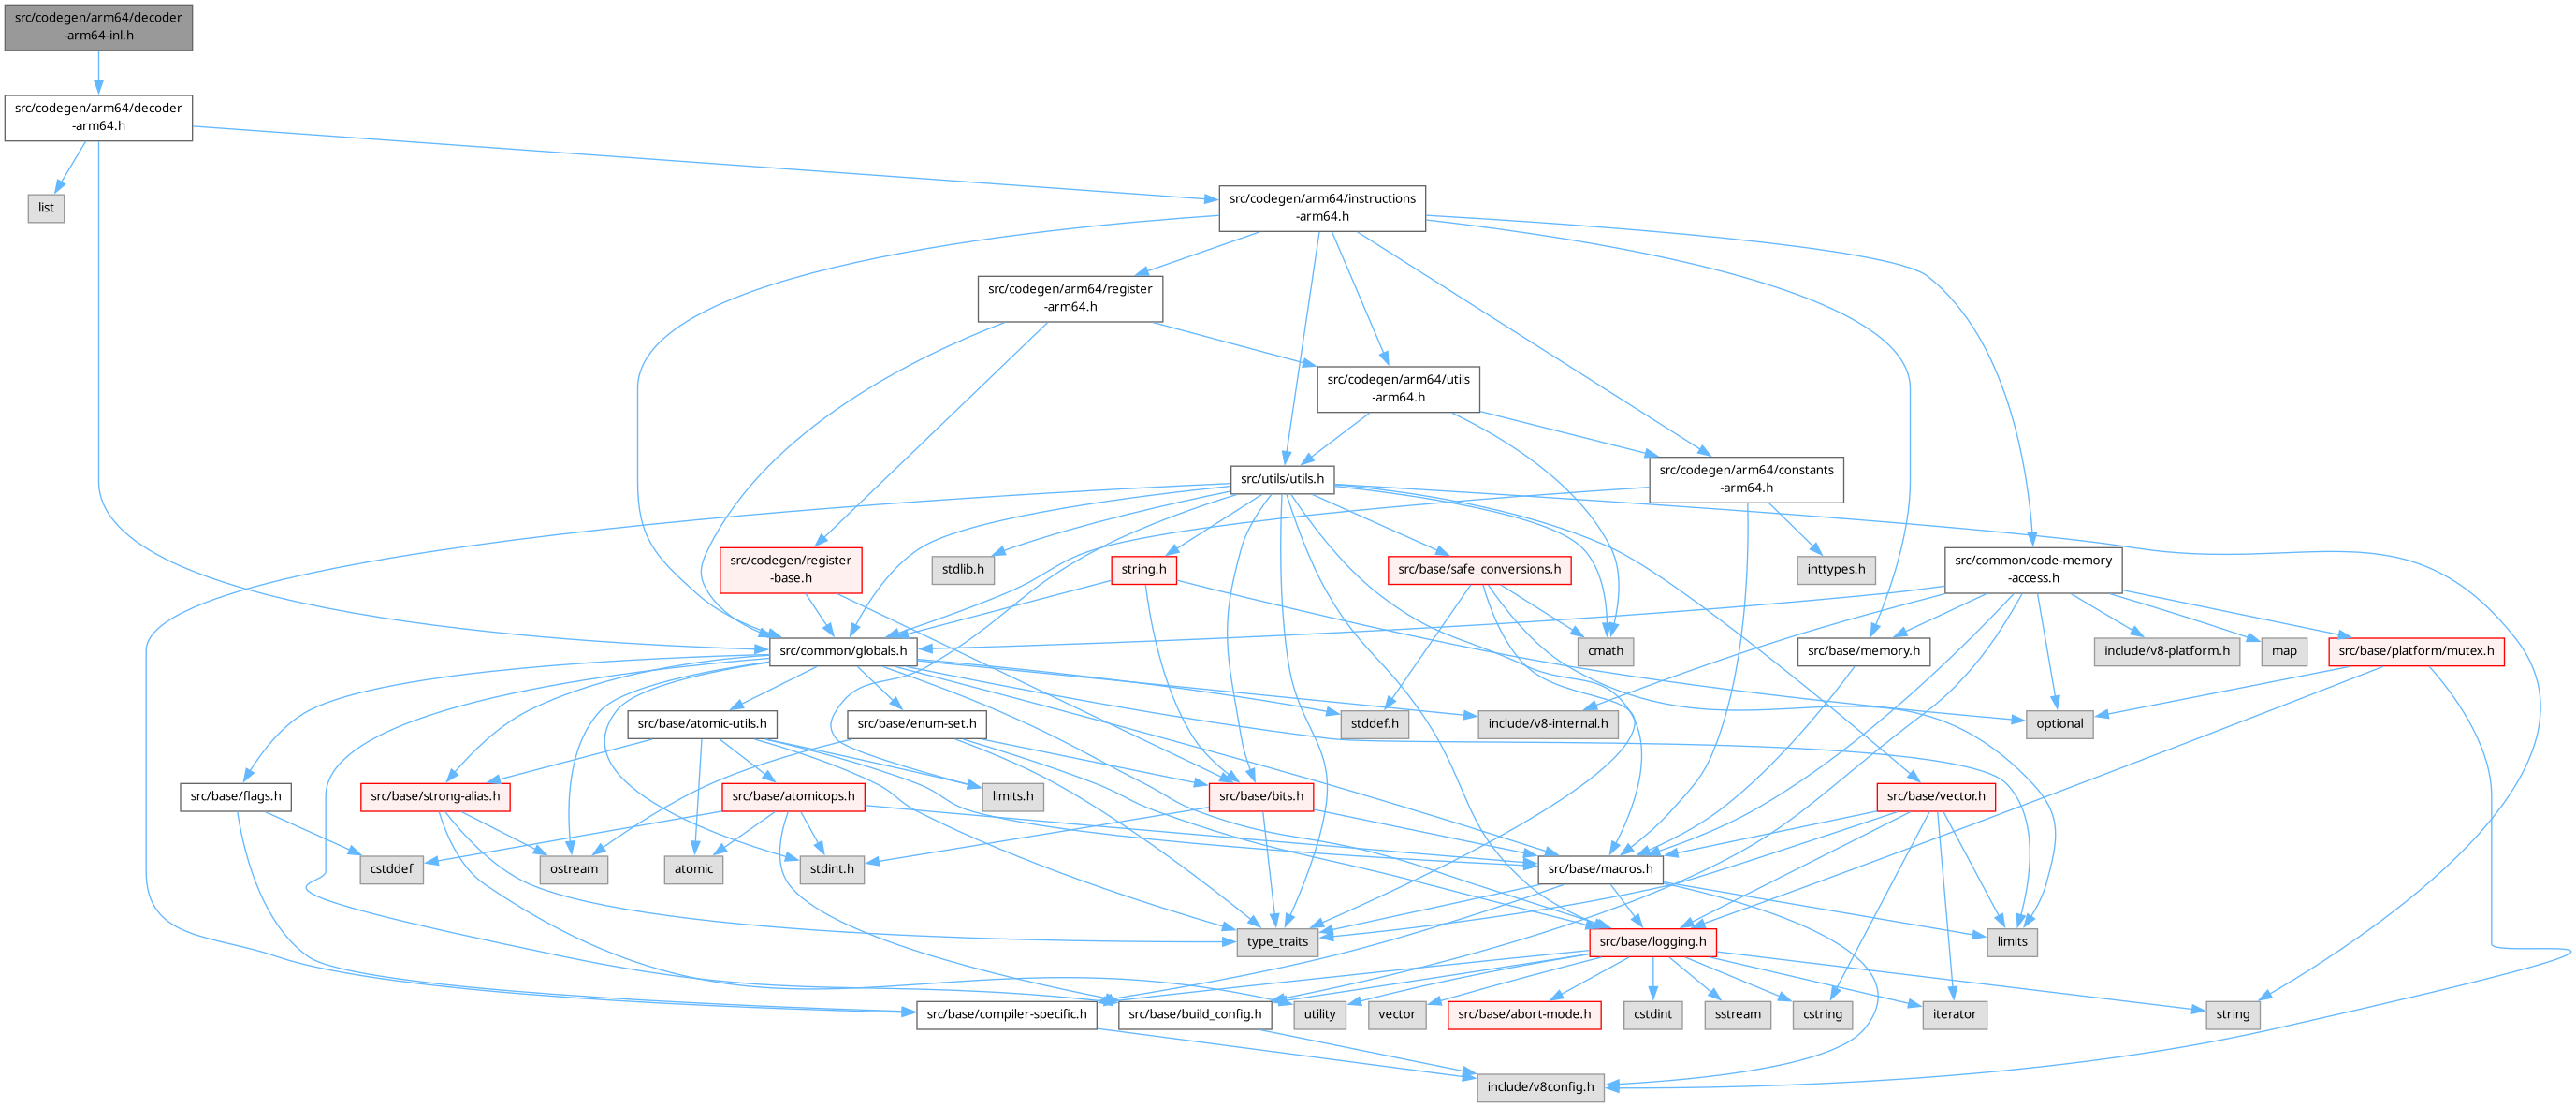 src/codegen/arm64/decoder
-arm64-inl.h
src/codegen/arm64/decoder
-arm64.h
list
src/codegen/arm64/instructions
-arm64.h
src/codegen/arm64/register
-arm64.h
src/codegen/arm64/utils
-arm64.h
src/utils/utils.h
src/codegen/arm64/constants
-arm64.h
src/codegen/register
-base.h
stdlib.h
string.h
src/base/safe_conversions.h
inttypes.h
src/common/code-memory
-access.h
src/common/globals.h
cmath
src/base/memory.h
include/v8-platform.h
map
src/base/platform/mutex.h
src/base/atomic-utils.h
src/base/enum-set.h
stddef.h
include/v8-internal.h
optional
src/base/flags.h
src/base/strong-alias.h
src/base/atomicops.h
limits.h
src/base/bits.h
src/base/vector.h
cstddef
ostream
atomic
stdint.h
src/base/macros.h
type_traits
src/base/logging.h
limits
src/base/compiler-specific.h
src/base/build_config.h
utility
vector
src/base/abort-mode.h
cstdint
sstream
cstring
iterator
string
include/v8config.h